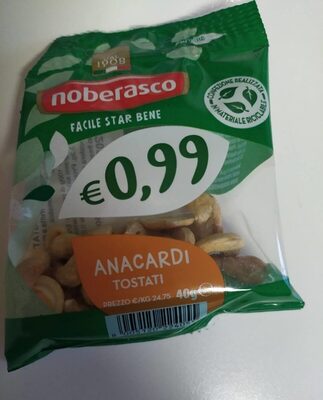 1908
noberasco
FACILE STAR BENE
CONFEZIONE REALIZZATA
IN MATERIALE RICICLABILE
€0,99
ANACARDI
TOSTATI
PREZZO €/KG 24.75 40g